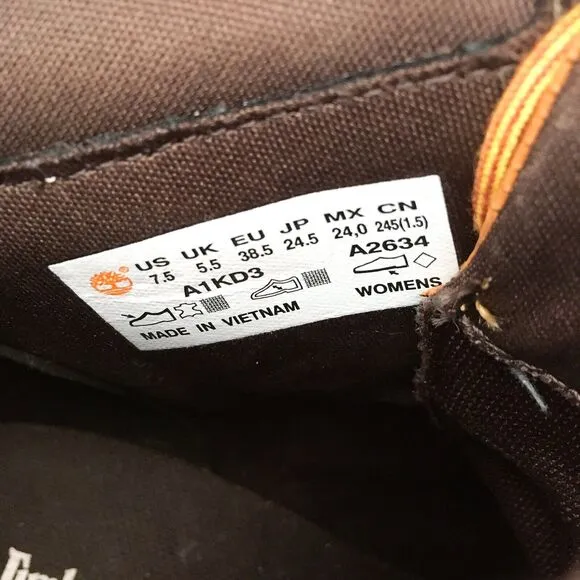 US UK EU JP MX CN
7.5 5.5 38.5 24.5 24,0 245(1.5)
A1KD3 A2634
WOMENS
MADE IN VIETNAM